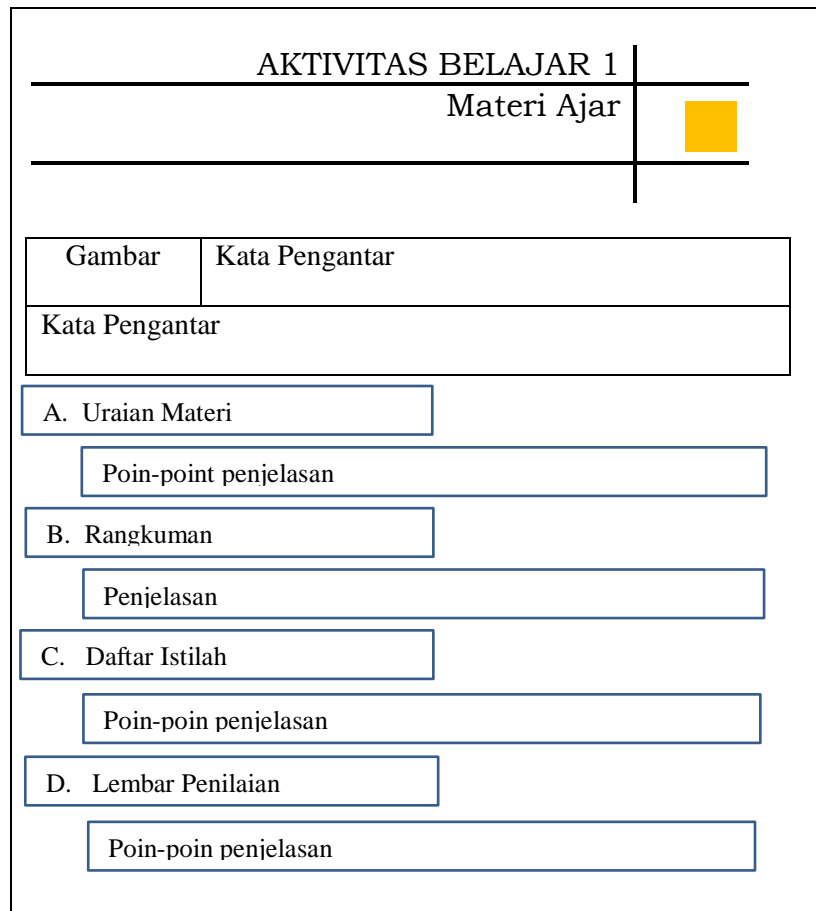 AKTIVITAS BELAJAR 1
Materi Ajar
Gambar
Kata Pengantar
Kata Pengantar
A. Uraian Materi
Poin-point penjelasan
B. Rangkuman
Penjelasan
C. Daftar Istilah
Poin-poin penjelasan
D. Lembar Penilaian
Poin-poin penjelasan